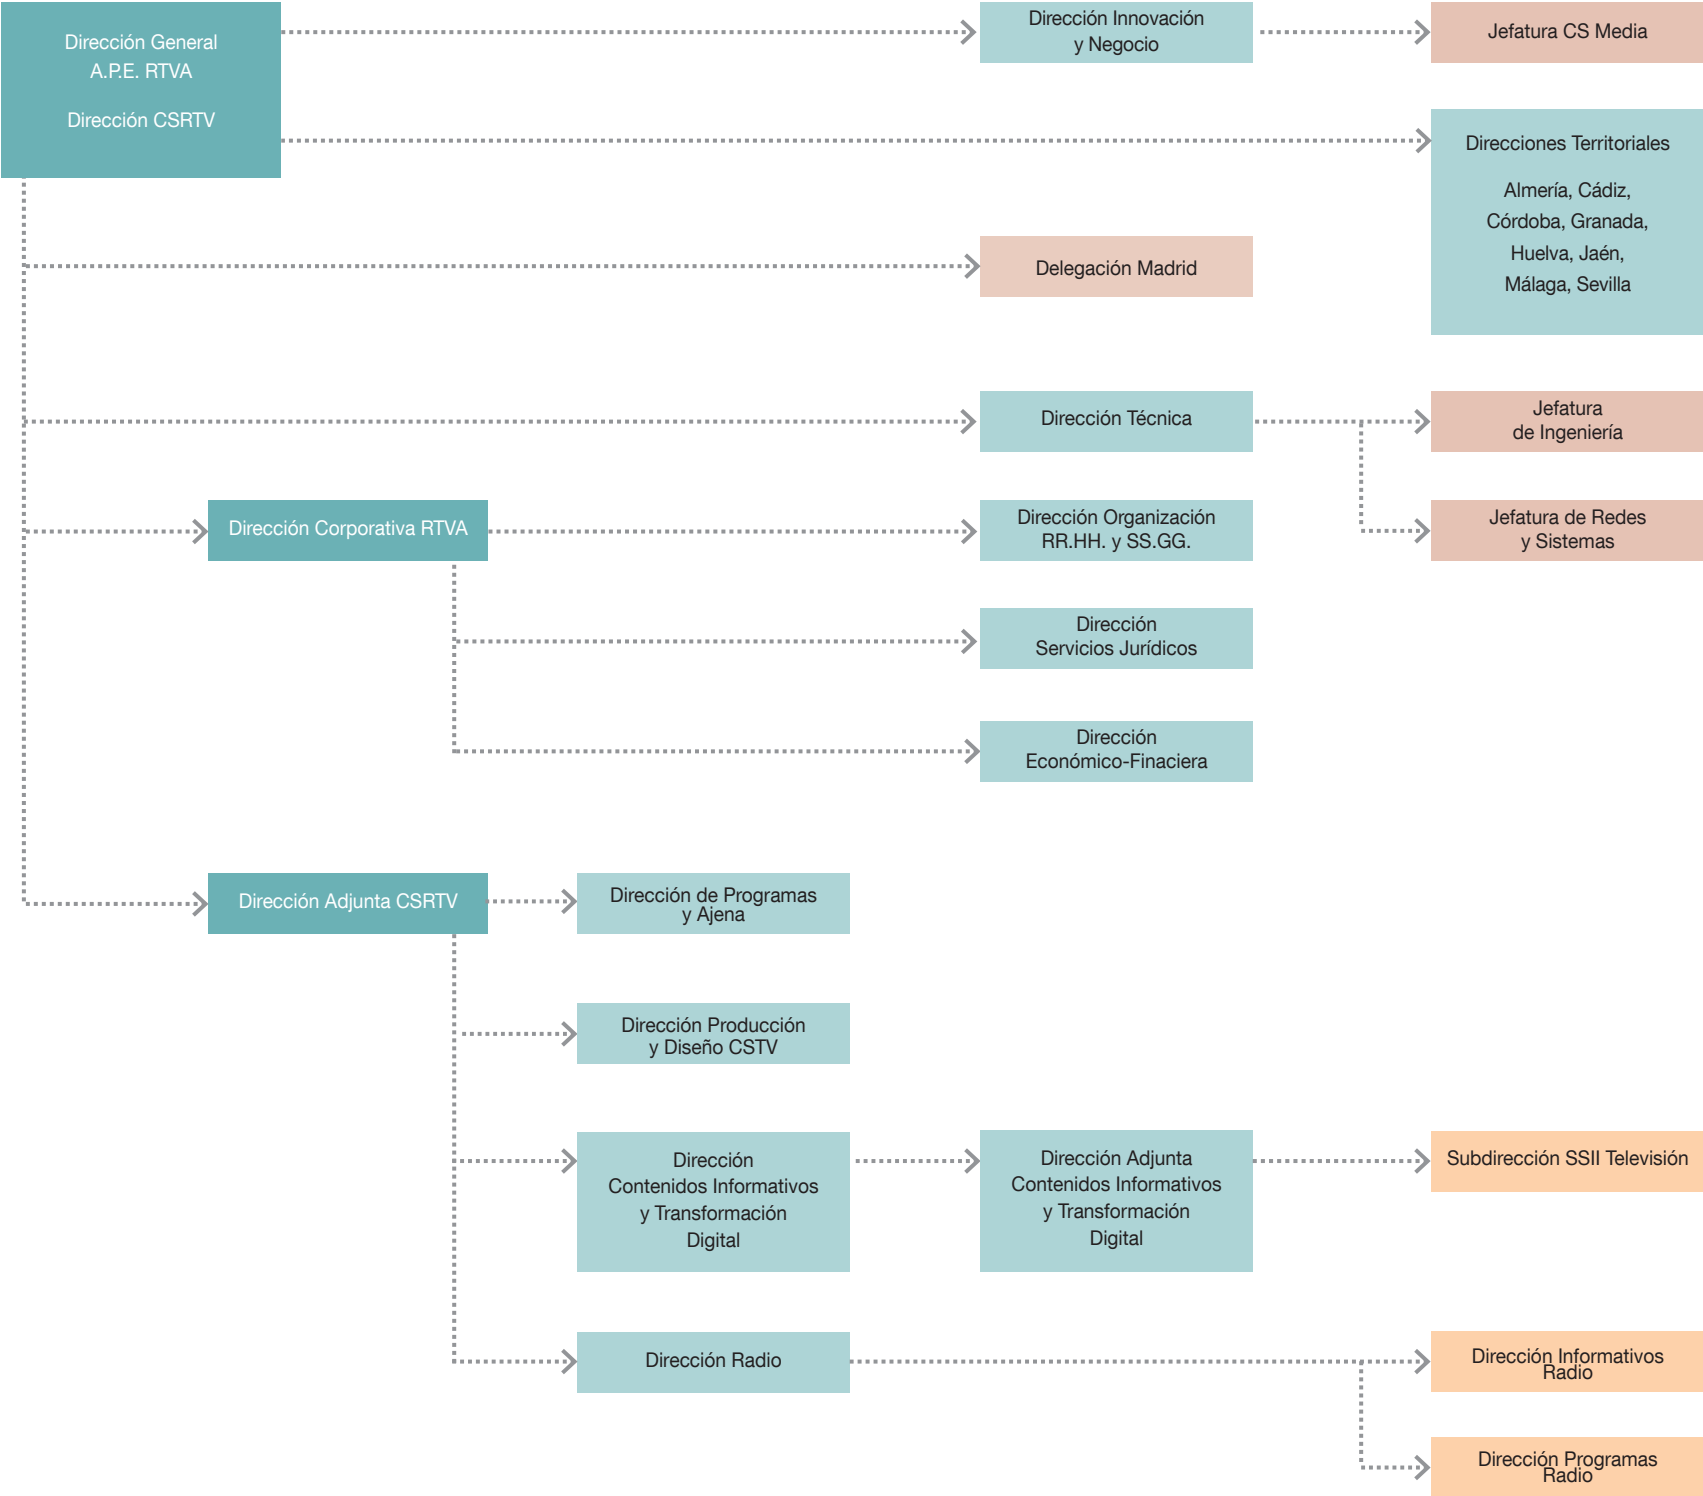 Dirección General
A.P.E. RTVA
Dirección CSRTV
Dirección Innovación
y Negocio
Jefatura CS Media
Direcciones Territoriales
Almería, Cádiz,
Córdoba, Granada,
Huelva, Jaén,
Málaga, Sevilla
Delegación Madrid
Dirección Técnica
Jefatura
de Ingeniería
Dirección Corporativa RTVA
Dirección Organización
RR.HH. y SS.GG.
Jefatura de Redes
y Sistemas
Dirección
Servicios Jurídicos
Dirección
Económico-Finaciera
Dirección Adjunta CSRTV
Dirección de Programas
y Ajena
Dirección Producción
y Diseño CSTV
Dirección
Contenidos Informativos
y Transformación
Digital
Dirección Adjunta
Contenidos Informativos
y Transformación
Digital
Subdirección SSII Televisión
Dirección Radio
Dirección Informativos
Radio
Dirección Programas
Radio